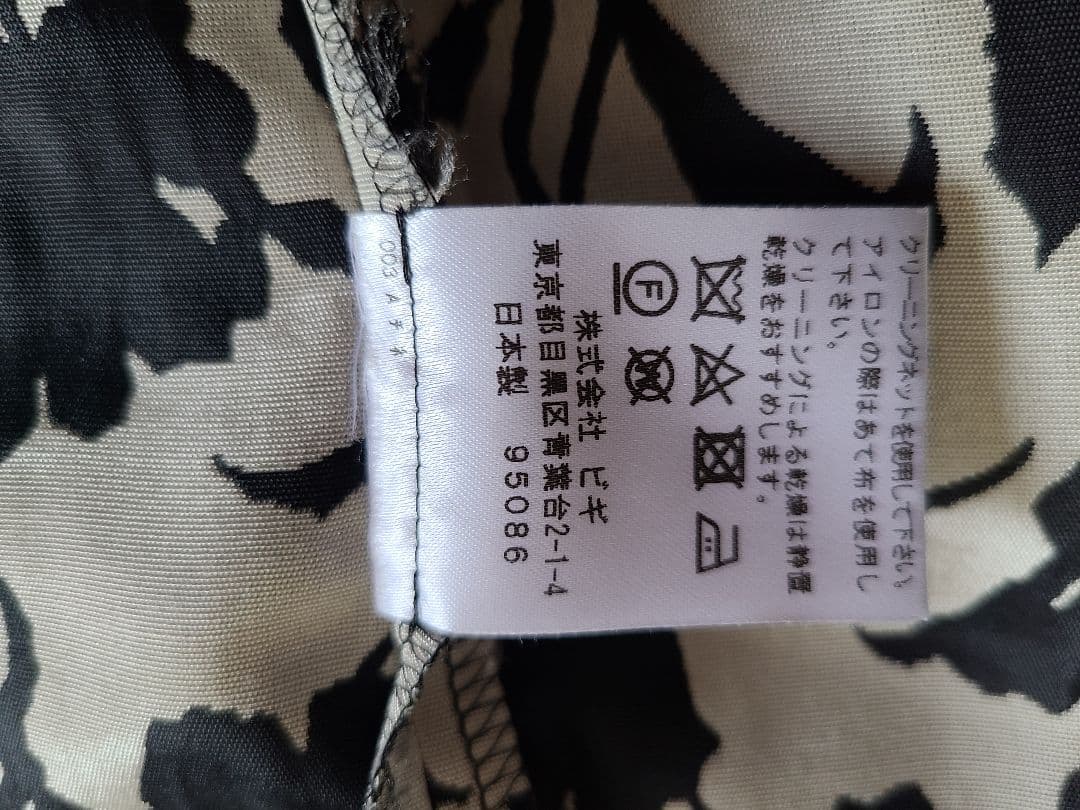 クリーニングネットを使用して下さい。
アイロンの際はあて布を使用し
て下さい。
クリーニングによる乾燥は静置
乾燥をおすすめします。
F W
株式会社 ビギ
東京都目黒区青葉台2-1-4
日本製 95086
003 A